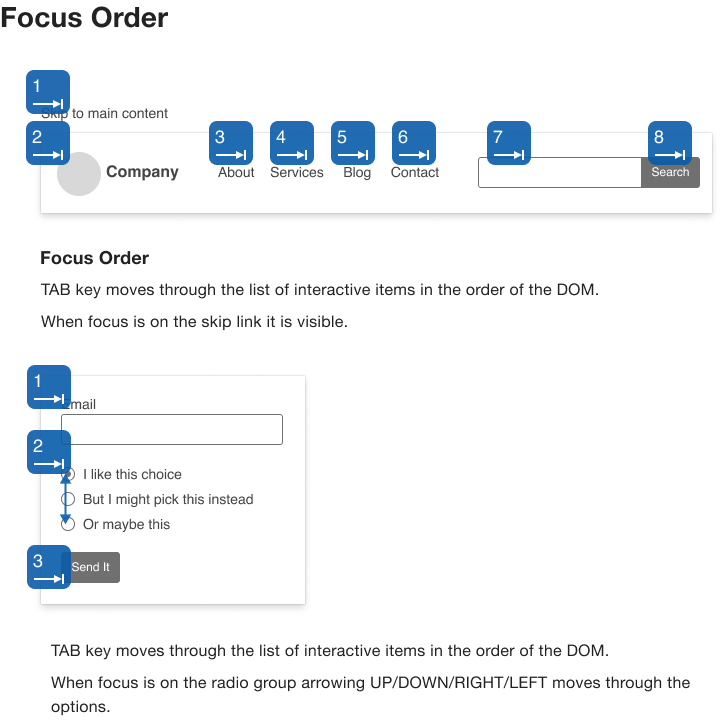 Focus Order
1
Skip to main content
2 3 4 5 6 7 8
Company About Services Blog Contact Search
Focus Order
TAB key moves through the list of interactive items in the order of the DOM.
When focus is on the skip link it is visible.
1
Email
2
I like this choice
But I might pick this instead
Or maybe this
3
Send It
TAB key moves through the list of interactive items in the order of the DOM.
When focus is on the radio group arrowing UP/DOWN/RIGHT/LEFT moves through the
options.